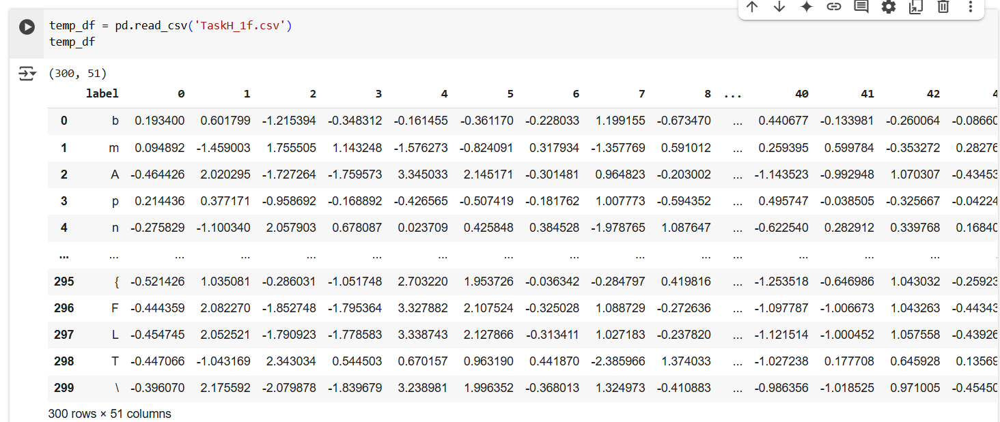 temp_df = pd.read_csv('TaskH_1f.csv')
temp_df
(300, 51)
label 0 1 2 3 4 5 6 7 8 ... 40 41 42 4
0 b 0.193400 0.601799 -1.215394 -0.348312 -0.161455 -0.361170 -0.228033 1.199155 -0.673470 ... 0.440677 -0.133981 -0.260064 -0.08660
1 m 0.094892 -1.459003 1.755505 1.143248 -1.576273 -0.824091 0.317934 -1.357769 0.591012 ... 0.259395 0.599784 -0.353272 0.28276
2 A -0.464426 2.020295 -1.727264 -1.759573 3.345033 2.145171 -0.301481 0.964823 -0.203002 ... -1.143523 -0.992948 1.070307 -0.43453
3 p 0.214436 0.377171 -0.958692 -0.168892 -0.426565 -0.507419 -0.181762 1.007773 -0.594352 ... 0.495747 -0.038505 -0.325667 -0.04224
4 n -0.275829 -1.100340 2.057903 0.678087 0.023709 0.425848 0.384528 -1.978765 1.087647 ... -0.622540 0.282912 0.339768 0.16840
... ... ... ... ... ... ... ... ... ... ... ... ... ... ...
295 { -0.521426 1.035081 -0.286031 -1.051748 2.703220 1.953726 -0.036342 -0.284797 0.419816 ... -1.253518 -0.646986 1.043032 -0.25923
296 F -0.444359 2.082270 -1.852748 -1.795364 3.327882 2.107524 -0.325028 1.088729 -0.272636 ... -1.097787 -1.006673 1.043263 -0.44343
297 L -0.454745 2.052521 -1.790923 -1.778583 3.338743 2.127866 -0.313411 1.027183 -0.237820 ... -1.121514 -1.000452 1.057558 -0.43926
298 T -0.447066 -1.043169 2.343034 0.544503 0.670157 0.963190 0.441870 -2.385966 1.374033 ... -1.027238 0.177708 0.645928 0.13569
299 \ -0.396070 2.175592 -2.079878 -1.839679 3.238981 1.996352 -0.368013 1.324973 -0.410883 ... -0.986356 -1.018525 0.971005 -0.45450
300 rows × 51 columns